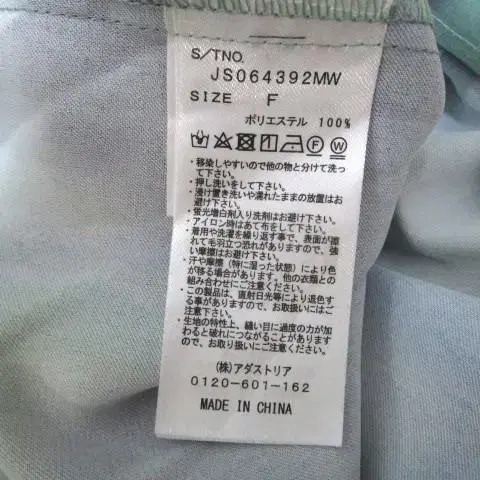 S/TNO.
JS064392MW
SIZE F
ポリエステル 100%
F W
・移染しやすいので他の物と分けて洗っ
て下さい。
・押し洗いをして下さい。
・浸け置き洗いや濡れたままの放置はお
避け下さい。
・蛍光増白剤入り洗剤はお避け下さい。
・アイロン時はあて布をして下さい。
・着用や洗濯を繰り返す事で、表面が擦
れて毛羽立つ恐れがありますので、強
い摩擦はお避け下さい。
・汗や摩擦（特に湿った状態）により色
が移る場合があります。他の衣類との
組み合わせにご注意ください。
・この製品は、直射日光等により退色す
る事がありますので、お取扱いにはご
注意下さい。
・生地の特性上、縫い目に過度の力が加
わると破れにつながることがあります
ので、お取り扱いにご注意下さい。
(株)アダストリア
0120-601-162
MADE IN CHINA